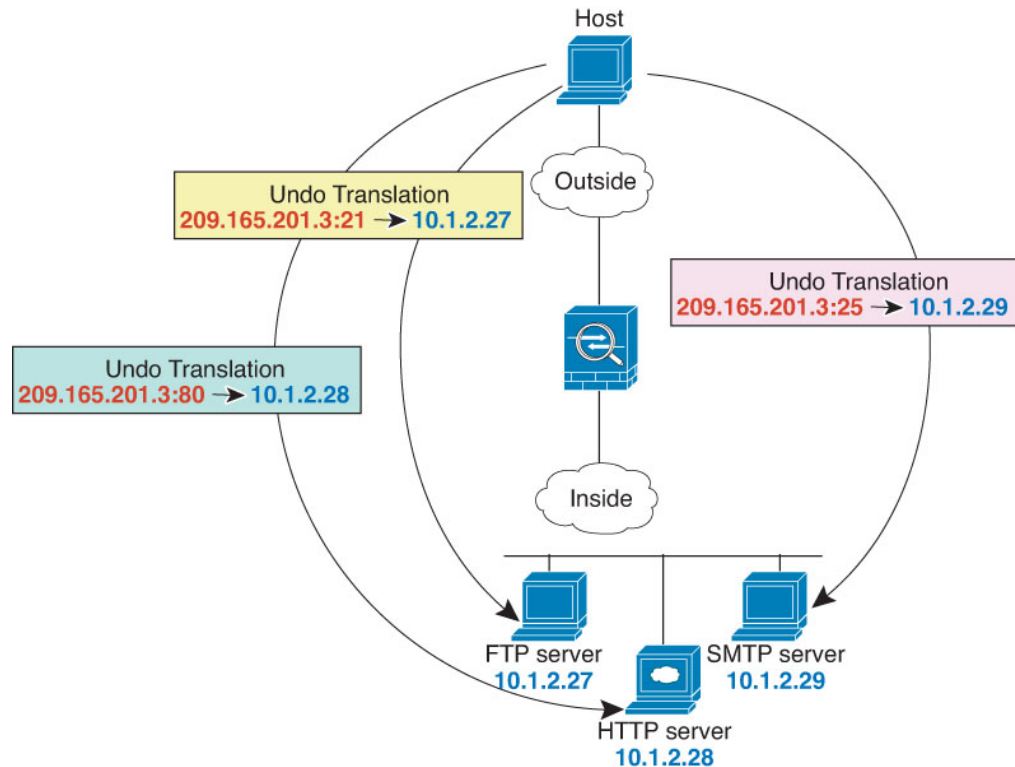 Host
Outside
Undo Translation
209.165.201.3:21 → 10.1.2.27
Undo Translation
209.165.201.3:25 → 10.1.2.29
Undo Translation
209.165.201.3:80 → 10.1.2.28
Inside
FTP server
10.1.2.27
SMTP server
10.1.2.29
HTTP server
10.1.2.28